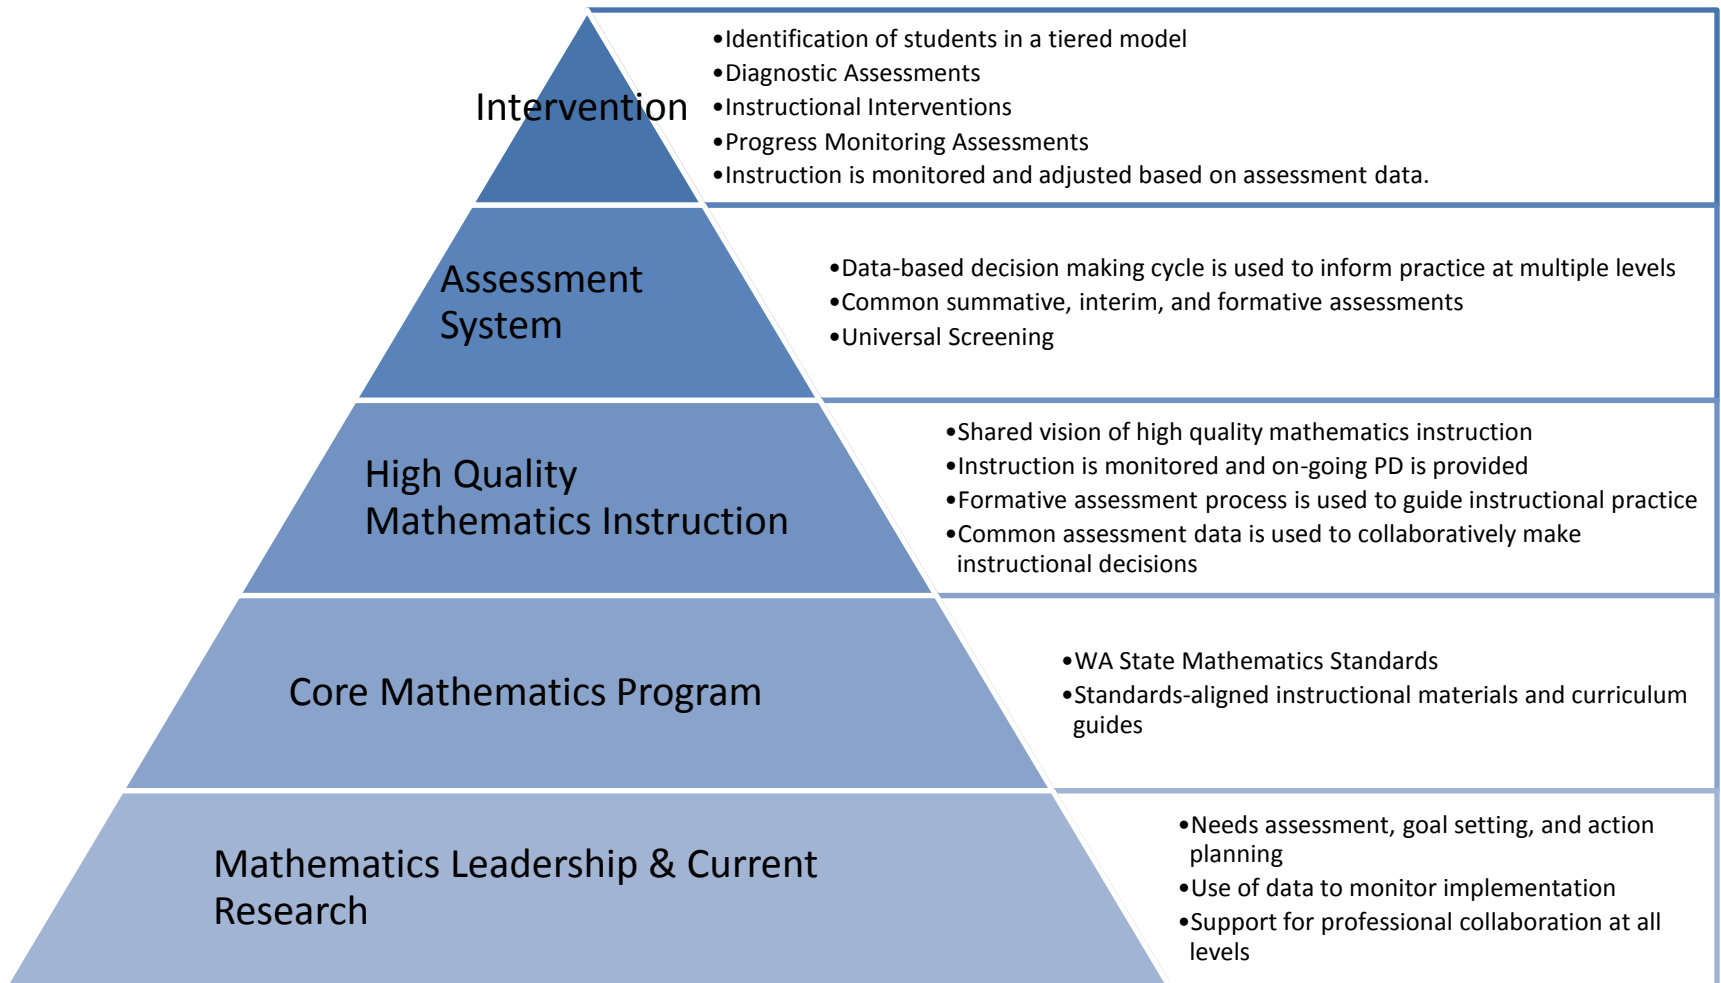 Intervention
•Identification of students in a tiered model
•Diagnostic Assessments
•Instructional Interventions
•Progress Monitoring Assessments
•Instruction is monitored and adjusted based on assessment data.
Assessment
System
•Data-based decision making cycle is used to inform practice at multiple levels
•Common summative, interim, and formative assessments
•Universal Screening
High Quality
Mathematics Instruction
•Shared vision of high quality mathematics instruction
•Instruction is monitored and on-going PD is provided
•Formative assessment process is used to guide instructional practice
•Common assessment data is used to collaboratively make
instructional decisions
Core Mathematics Program
•WA State Mathematics Standards
•Standards-aligned instructional materials and curriculum
guides
Mathematics Leadership & Current
Research
•Needs assessment, goal setting, and action
planning
•Use of data to monitor implementation
•Support for professional collaboration at all
levels